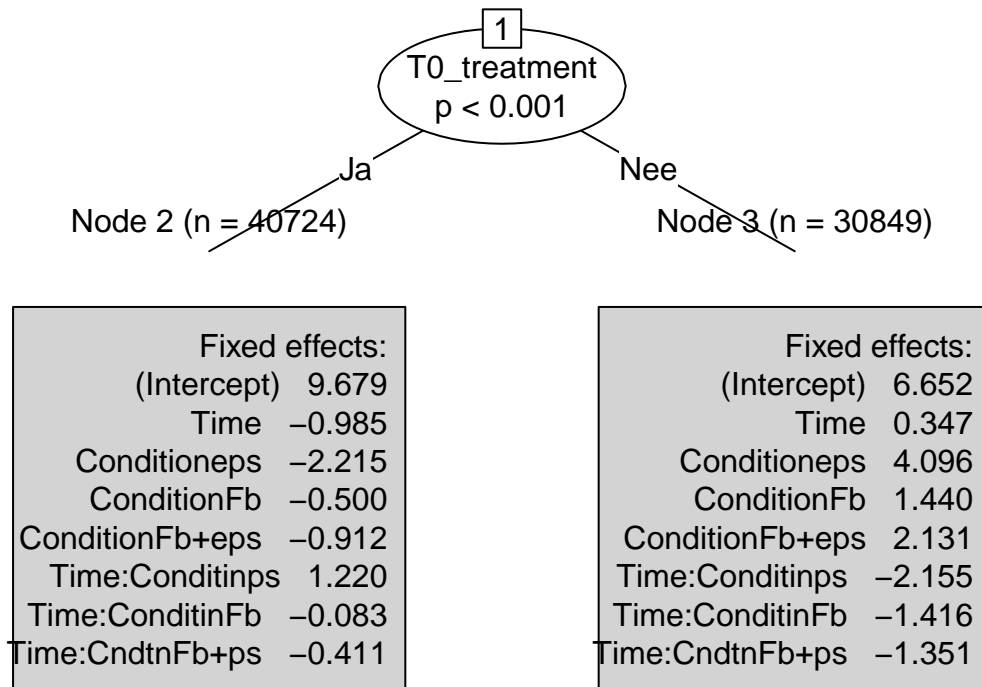 1
T0_treatment
p < 0.001
Ja
Nee
Node 2 (n = 40724)
Node 3 (n = 30849)
Fixed effects:
(Intercept) 9.679
Time −0.985
Conditioneps −2.215
ConditionFb −0.500
ConditionFb+eps −0.912
Time:Conditinps 1.220
Time:ConditinFb −0.083
Time:CndtnFb+ps −0.411
Fixed effects:
(Intercept) 6.652
Time 0.347
Conditioneps 4.096
ConditionFb 1.440
ConditionFb+eps 2.131
Time:Conditinps −2.155
Time:ConditinFb −1.416
Time:CndtnFb+ps −1.351